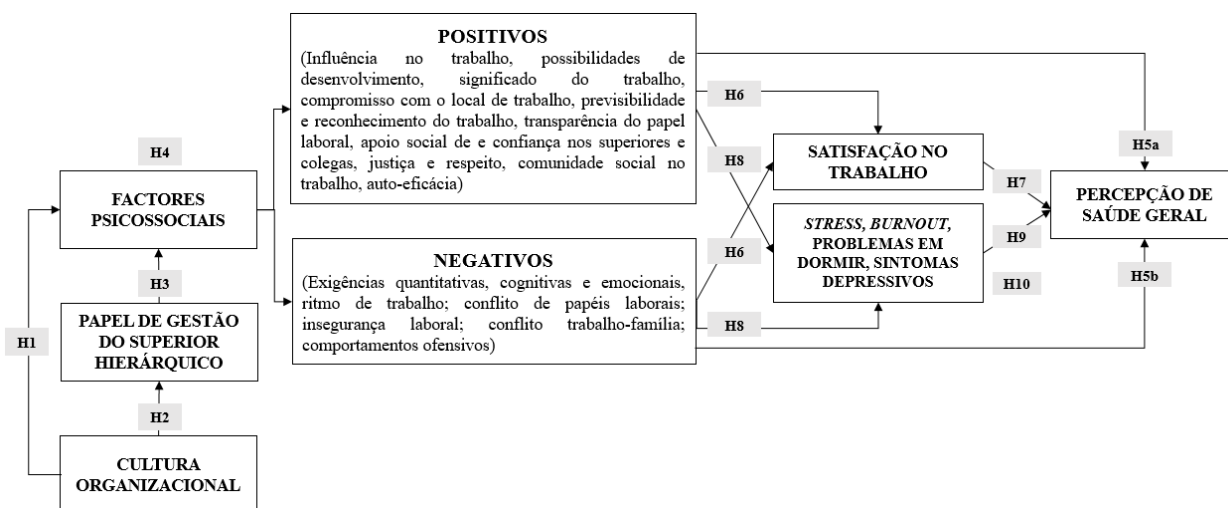 POSITIVOS
(Influência no trabalho, possibilidades de
desenvolvimento, significado do trabalho,
compromisso com o local de trabalho, previsibilidade
e reconhecimento do trabalho, transparência do papel
laboral, apoio social de e confiança nos superiores e
colegas, justiça e respeito, comunidade social no
trabalho, auto-eficácia)
H6
H4
H8
SATISFAÇÃO NO
TRABALHO
H5a
H7
FACTORES
PSICOSSOCIAIS
PERCEPÇÃO DE
SAÚDE GERAL
STRESS, BURNOUT,
PROBLEMAS EM
DORMIR, SINTOMAS
DEPRESSIVOS
H9
H6
NEGATIVOS
(Exigências quantitativas, cognitivas e emocionais,
ritmo de trabalho; conflito de papéis laborais;
insegurança laboral; conflito trabalho-família;
comportamentos ofensivos)
H5b
H10
H3
H8
H1
PAPEL DE GESTÃO
DO SUPERIOR
HIERÁRQUICO
H2
CULTURA
ORGANIZACIONAL